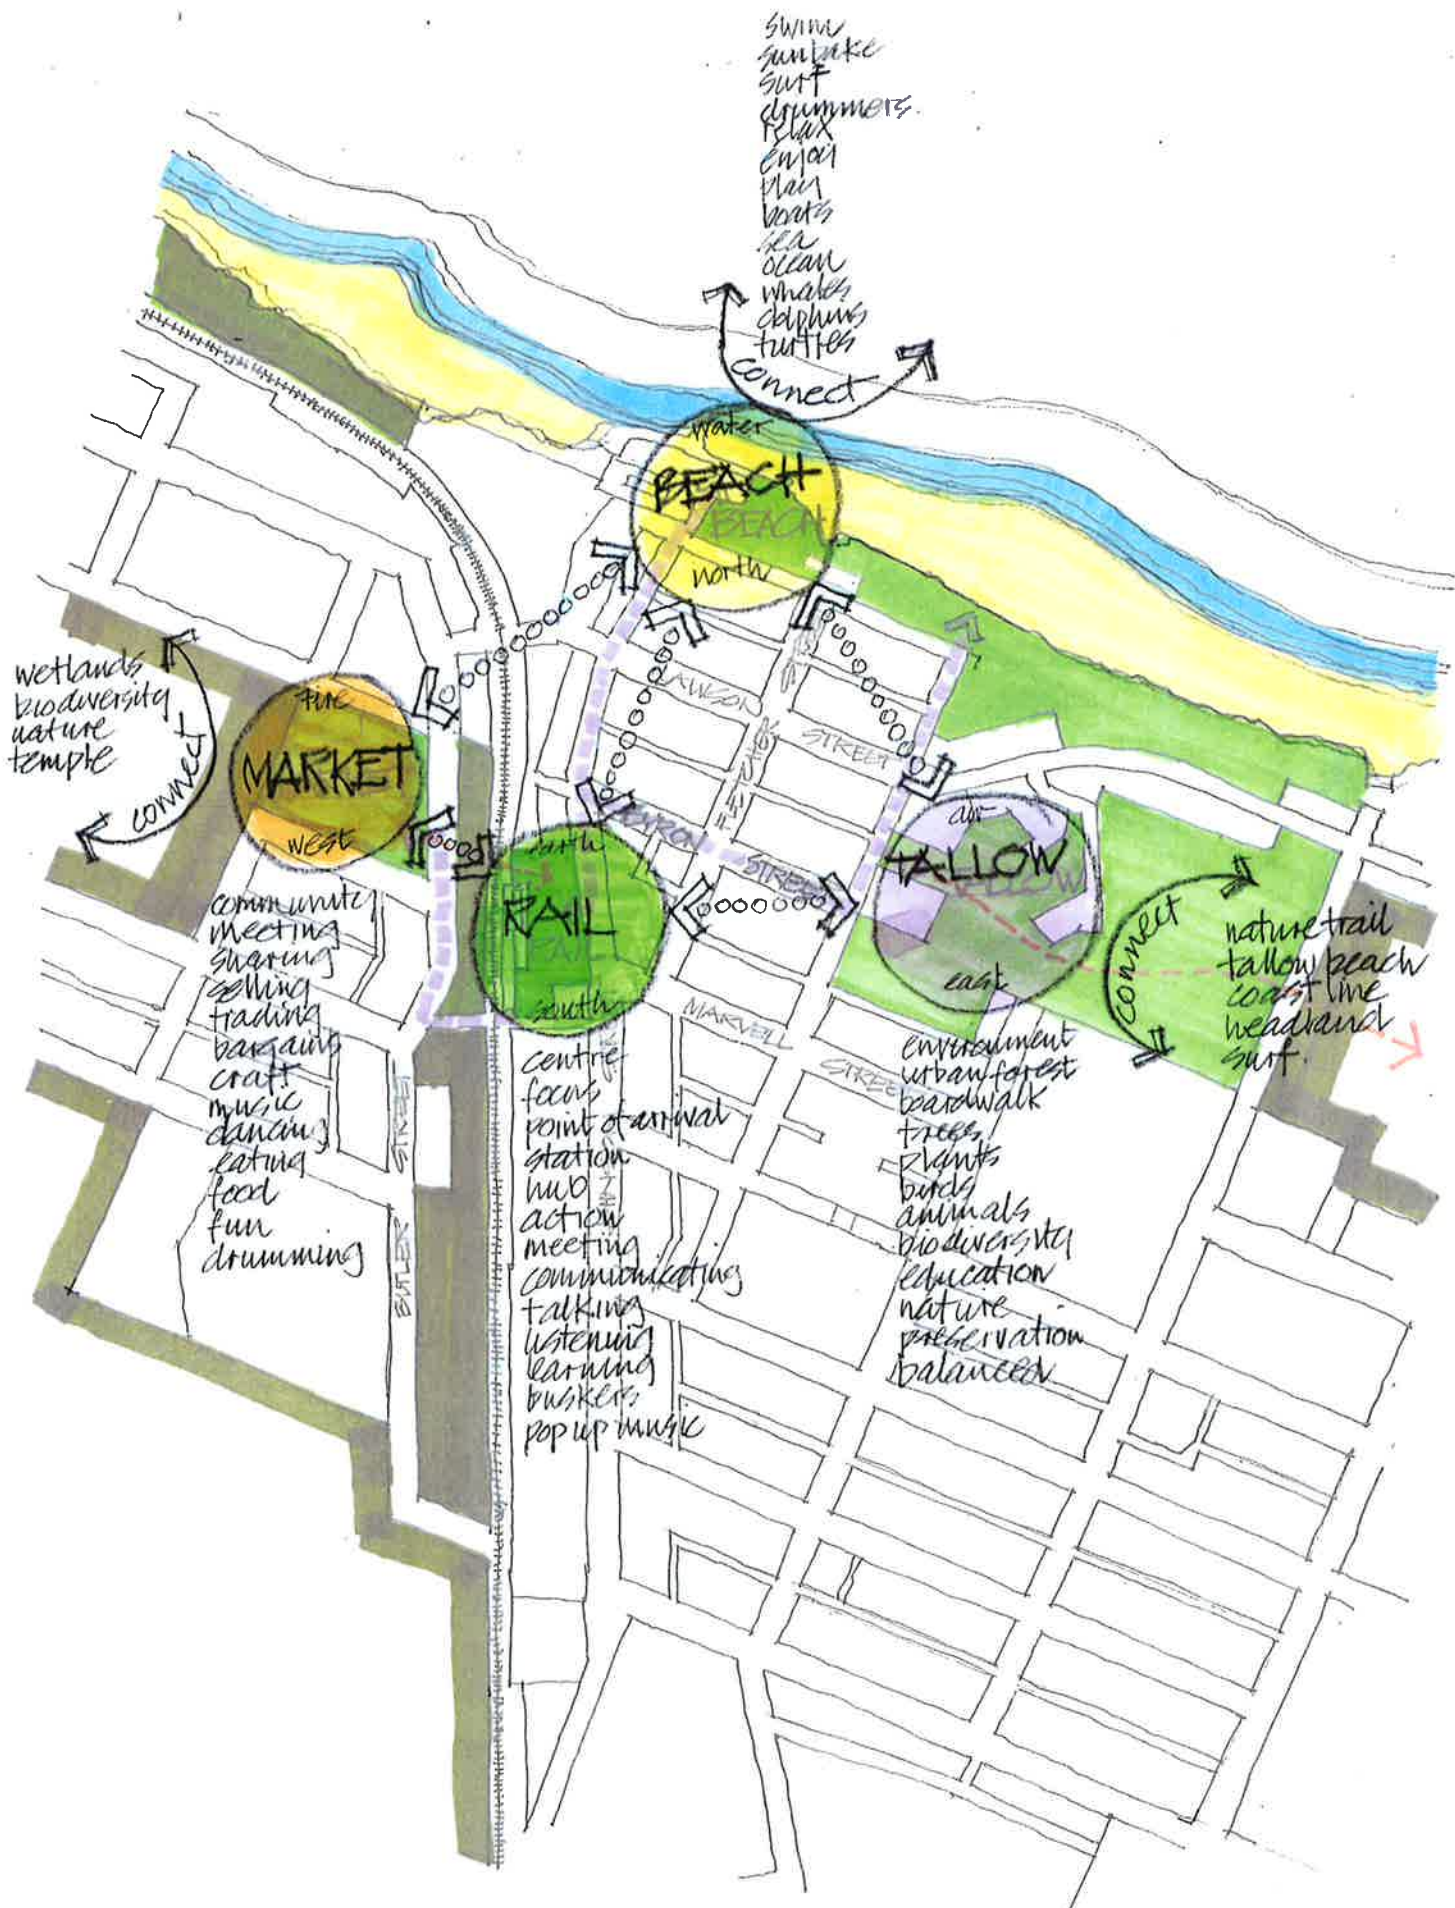 swim
sunbake
surf
drummers.
relax
enjoy
play
boats
sea
ocean
whales
dolphins
turtles
connect
water
BEACH
BEACH
north
wetlands
biodiversity
nature
temple
connect
fire
MARKET
west
community
meeting
sharing
selling
trading
bargains
craft
music
dancing
eating
food
fun
drumming
LAWSON
STREET
FLETCHER
STREET
BYRON
STREET
earth
RAIL
RAIL
south
centre
focus
point of arrival
station
hub
action
meeting
communicating
talking
listening
learning
buskers
pop up music
air
TALLOW
TALLOW
east
environment
urban forest
boardwalk
trees
plants
birds
animals
biodiversity
education
nature
preservation
balanced
connect
nature trail
tallow beach
coast line
headland
surf.
MARVELL
STREET
STREET
BUTLER